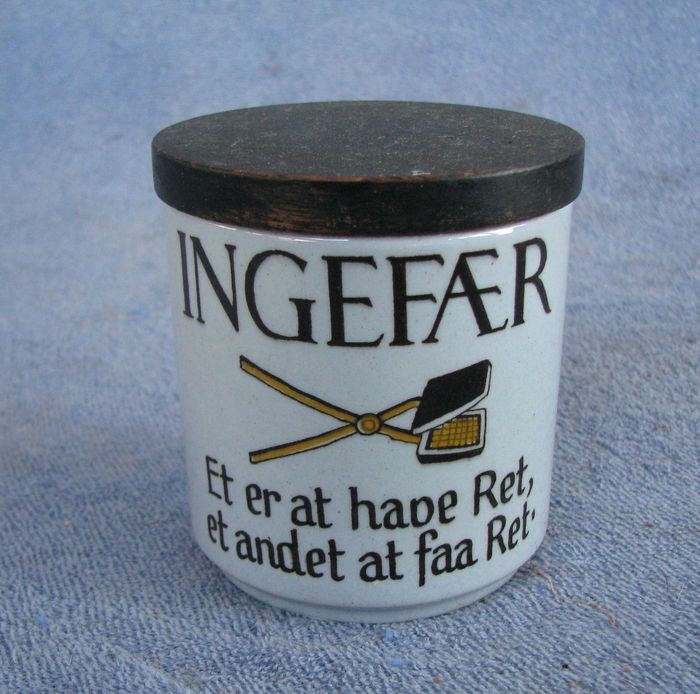 INGEFÆR
Et er at have Ret,
et andet at faa Ret.